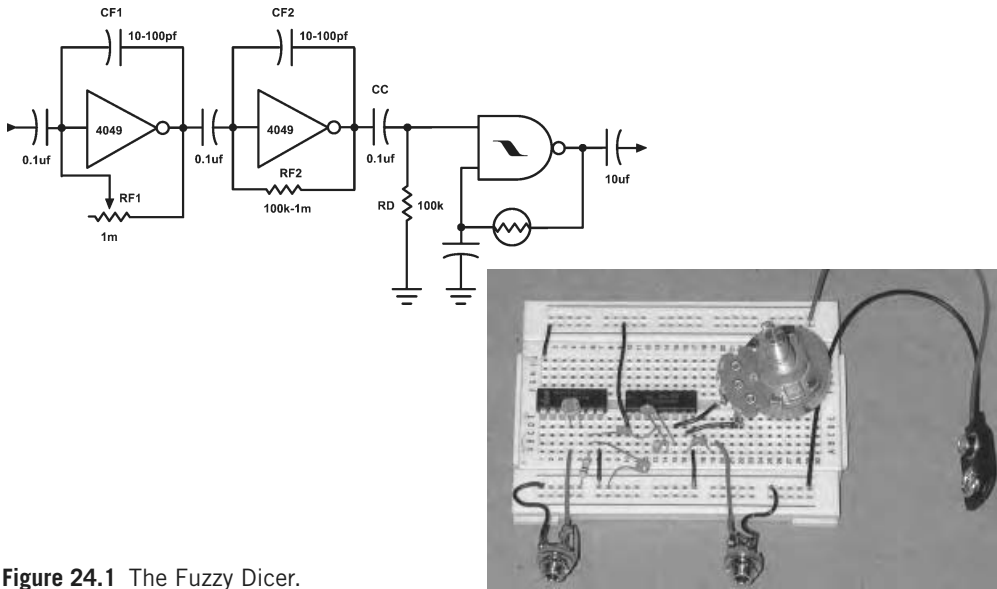 CF1
10-100pf
CF2
10-100pf
CC
4049
4049
0.1uf
0.1uf
0.1uf
RF1
1m
RF2
100k-1m
RD
100k
10uf
Figure 24.1 The Fuzzy Dicer.